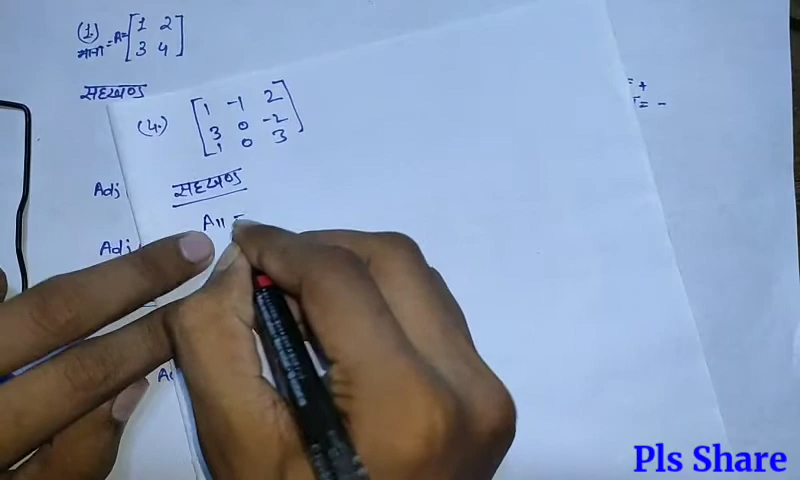 (1.)
माना = A = [1 2
3 4]
सहखण्ड
= +
= -
(4.) [1 -1 2
3 0 -2
1 0 3]
Adj
सहखण्ड
A11 =
Adj
Pls Share